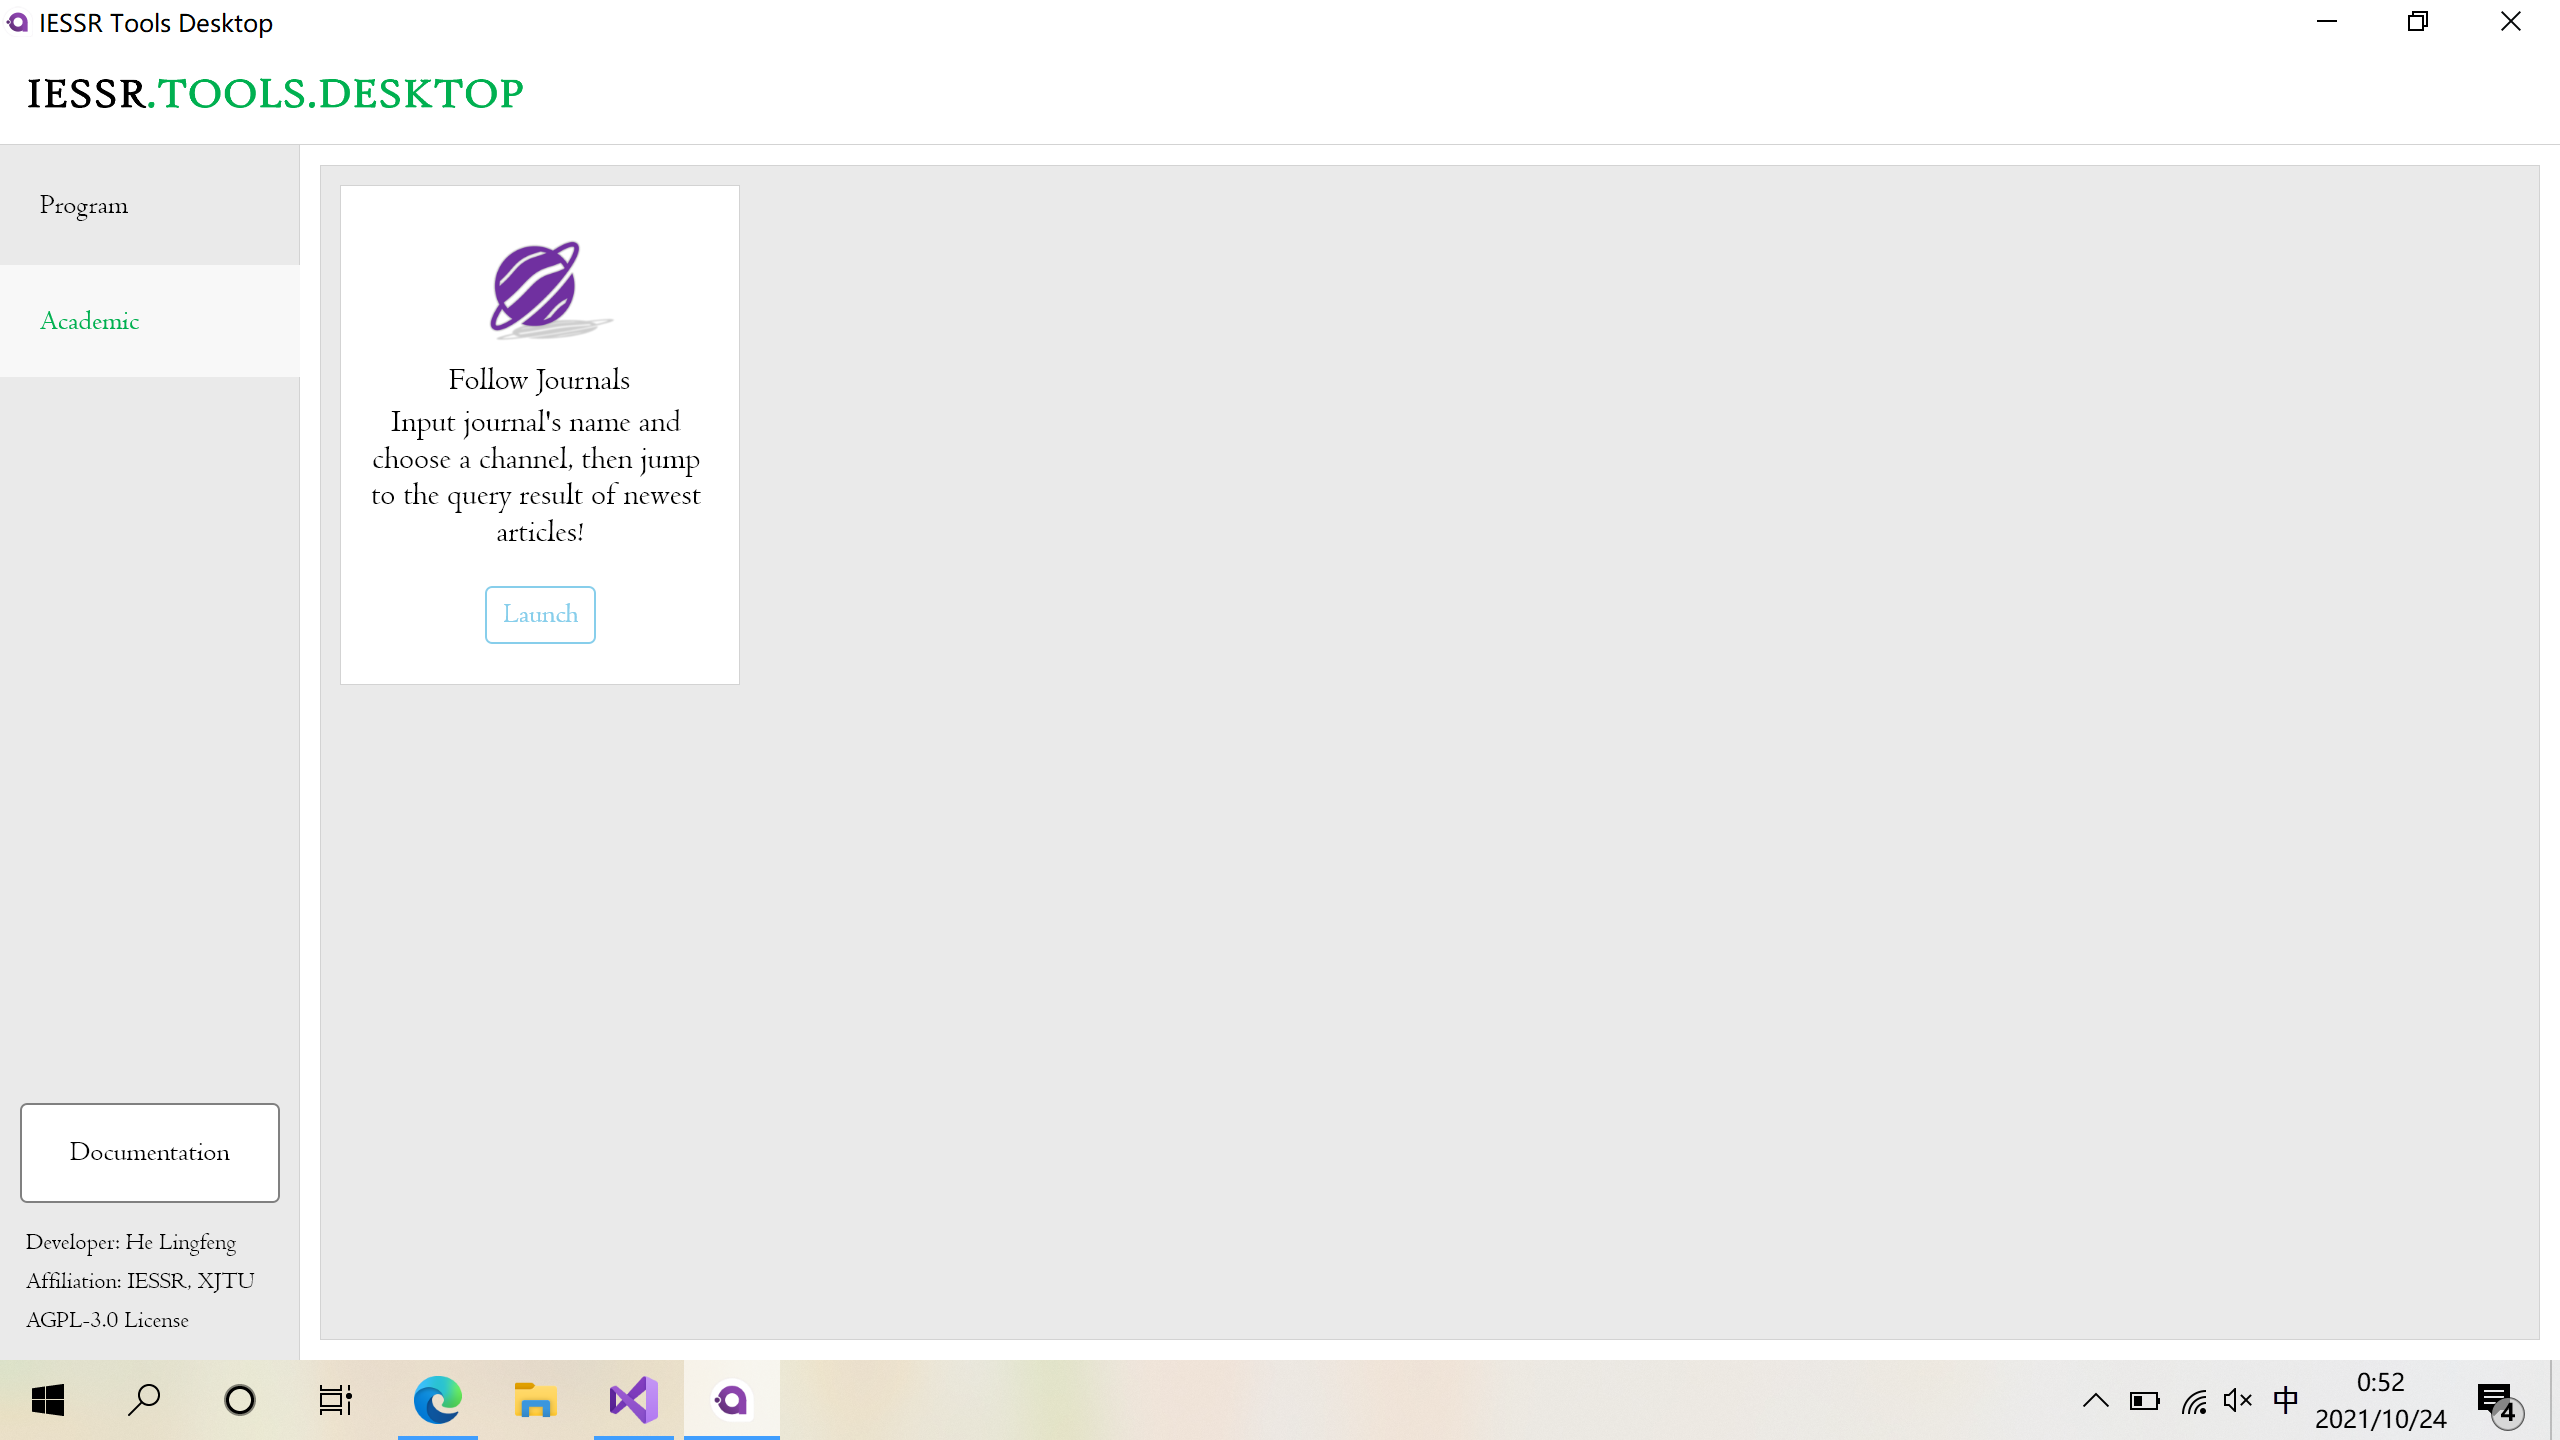 IESSR Tools Desktop
IESSR.TOOLS.DESKTOP
Program
Academic
Follow Journals
Input journal's name and
choose a channel, then jump
to the query result of newest
articles!
Launch
Documentation
Developer: He Lingfeng
Affiliation: IESSR, XJTU
AGPL-3.0 License
中
0:52
2021/10/24
4